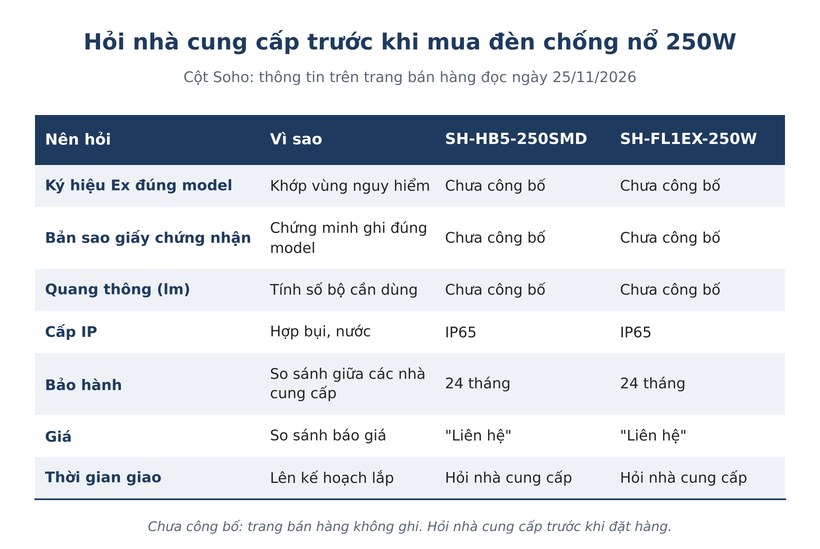 Hỏi nhà cung cấp trước khi mua đèn chống nổ 250W
Cột Soho: thông tin trên trang bán hàng đọc ngày 25/11/2026
Nên hỏi Vì sao SH-HB5-250SMD SH-FL1EX-250W
Ký hiệu Ex đúng model Khớp vùng nguy hiểm Chưa công bố Chưa công bố
Bản sao giấy chứng nhận Chứng minh ghi đúng model Chưa công bố Chưa công bố
Quang thông (lm) Tính số bộ cần dùng Chưa công bố Chưa công bố
Cấp IP Hợp bụi, nước IP65 IP65
Bảo hành So sánh giữa các nhà cung cấp 24 tháng 24 tháng
Giá So sánh báo giá "Liên hệ" "Liên hệ"
Thời gian giao Lên kế hoạch lắp Hỏi nhà cung cấp Hỏi nhà cung cấp
Chưa công bố: trang bán hàng không ghi. Hỏi nhà cung cấp trước khi đặt hàng.